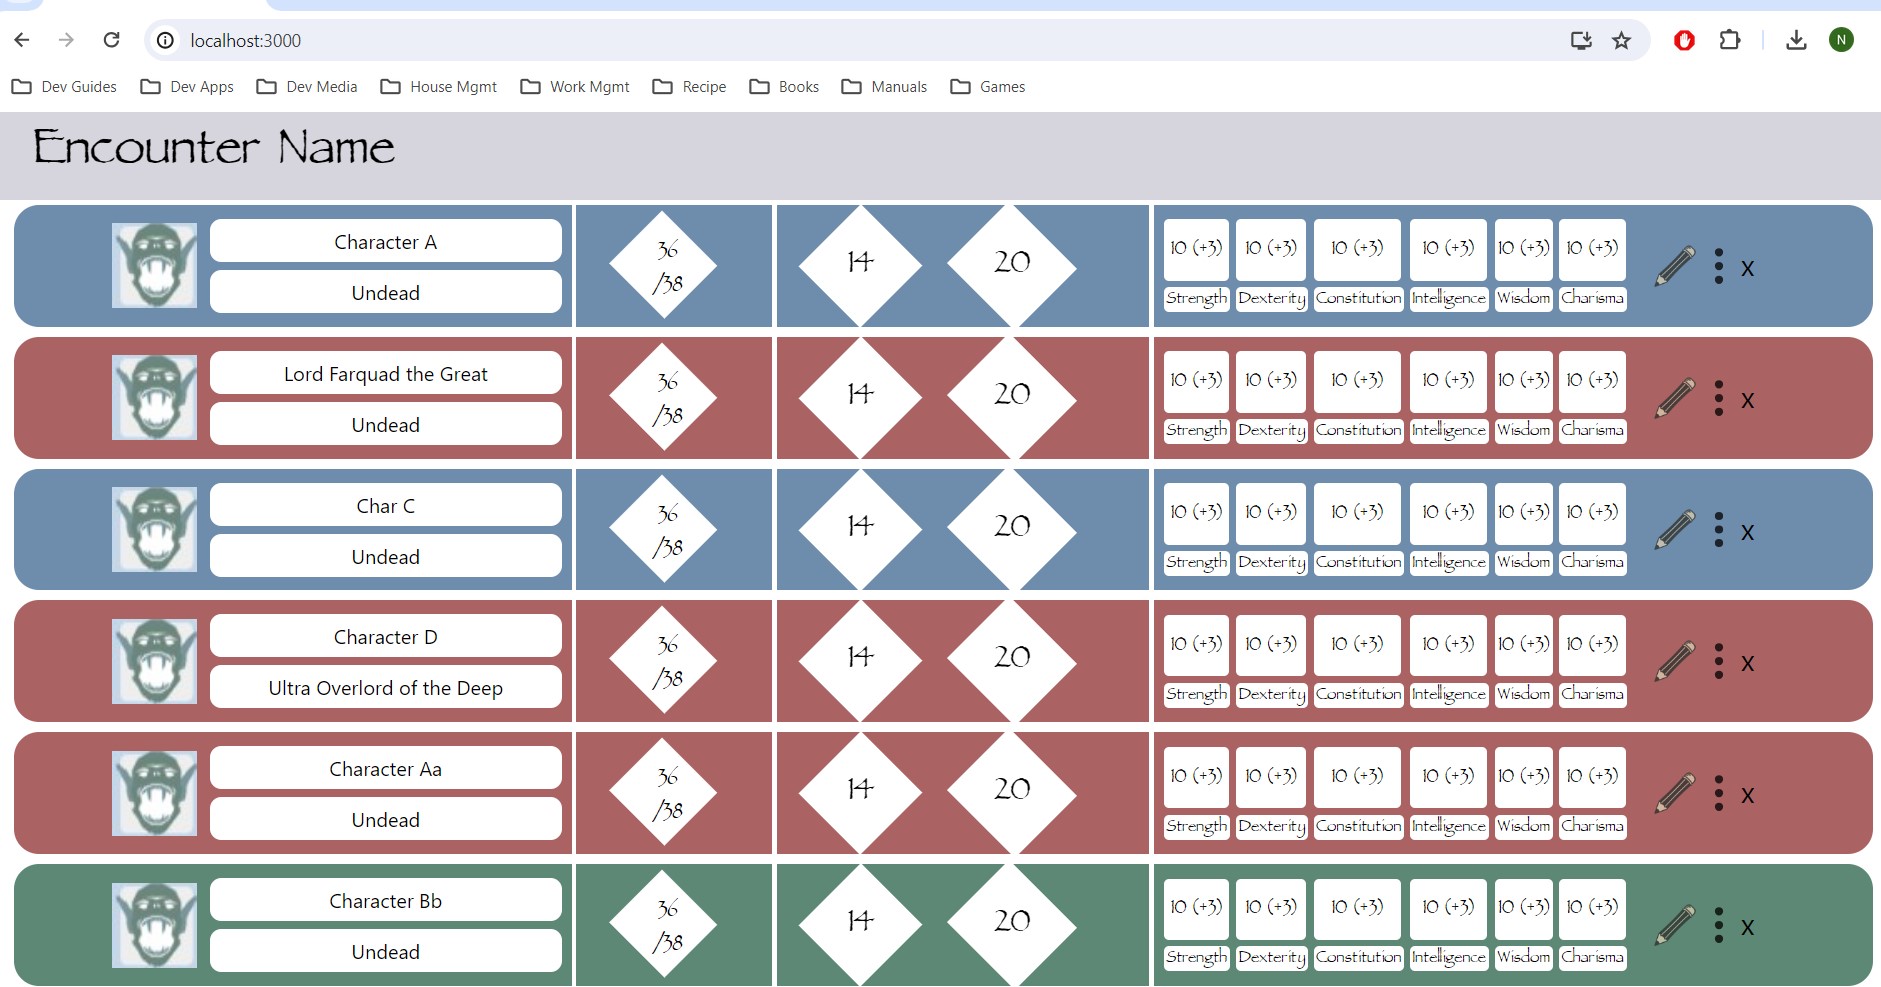 localhost:3000
N
Dev Guides Dev Apps Dev Media House Mgmt Work Mgmt Recipe Books Manuals Games
Encounter Name
Character A
Undead
36
/38
14
20
10 (+3) 10 (+3) 10 (+3) 10 (+3) 10 (+3) 10 (+3)
Strength Dexterity Constitution Intelligence Wisdom Charisma
x
Lord Farquad the Great
Undead
36
/38
14
20
10 (+3) 10 (+3) 10 (+3) 10 (+3) 10 (+3) 10 (+3)
Strength Dexterity Constitution Intelligence Wisdom Charisma
x
Char C
Undead
36
/38
14
20
10 (+3) 10 (+3) 10 (+3) 10 (+3) 10 (+3) 10 (+3)
Strength Dexterity Constitution Intelligence Wisdom Charisma
x
Character D
Ultra Overlord of the Deep
36
/38
14
20
10 (+3) 10 (+3) 10 (+3) 10 (+3) 10 (+3) 10 (+3)
Strength Dexterity Constitution Intelligence Wisdom Charisma
x
Character Aa
Undead
36
/38
14
20
10 (+3) 10 (+3) 10 (+3) 10 (+3) 10 (+3) 10 (+3)
Strength Dexterity Constitution Intelligence Wisdom Charisma
x
Character Bb
Undead
36
/38
14
20
10 (+3) 10 (+3) 10 (+3) 10 (+3) 10 (+3) 10 (+3)
Strength Dexterity Constitution Intelligence Wisdom Charisma
x